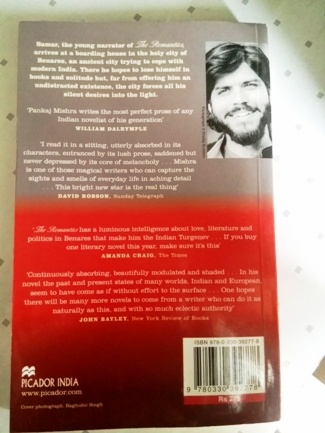 Samar, the young narrator of The Romantics,
arrives at a boarding house in the holy city of
Benares, an ancient city trying to cope with
modern India. There he hopes to lose himself in
books and solitude but, far from offering him an
undistracted existence, the city forces all his
silent desires into the light.
'Pankaj Mishra writes the most perfect prose of any
Indian novelist of his generation'
WILLIAM DALRYMPLE
'I read it in a sitting, utterly absorbed in its
characters, entranced by its lush prose, saddened but
never depressed by its core of melancholy . . . Mishra
is one of those magical writers who can capture the
sights and smells of everyday life in aching detail
. . . This bright new star is the real thing'
DAVID ROBSON, Sunday Telegraph
'The Romantics has a luminous intelligence about love, literature and
politics in Benares that make him the Indian Turgenev . . . If you buy
one literary novel this year, make sure it's this'
AMANDA CRAIG, The Times
'Continuously absorbing, beautifully modulated and shaded . . . In his
novel the past and present states of many worlds, Indian and European,
seem to have come as if without effort to the surface . . . One hopes
there will be many more novels to come from a writer who can do it as
naturally as this, and with so much eclectic authority'
JOHN BAYLEY, New York Review of Books
PICADOR INDIA
www.picador.com
Cover photograph: Raghubir Singh
ISBN 978-0-330-39277-8
9 780330 392778
Rs